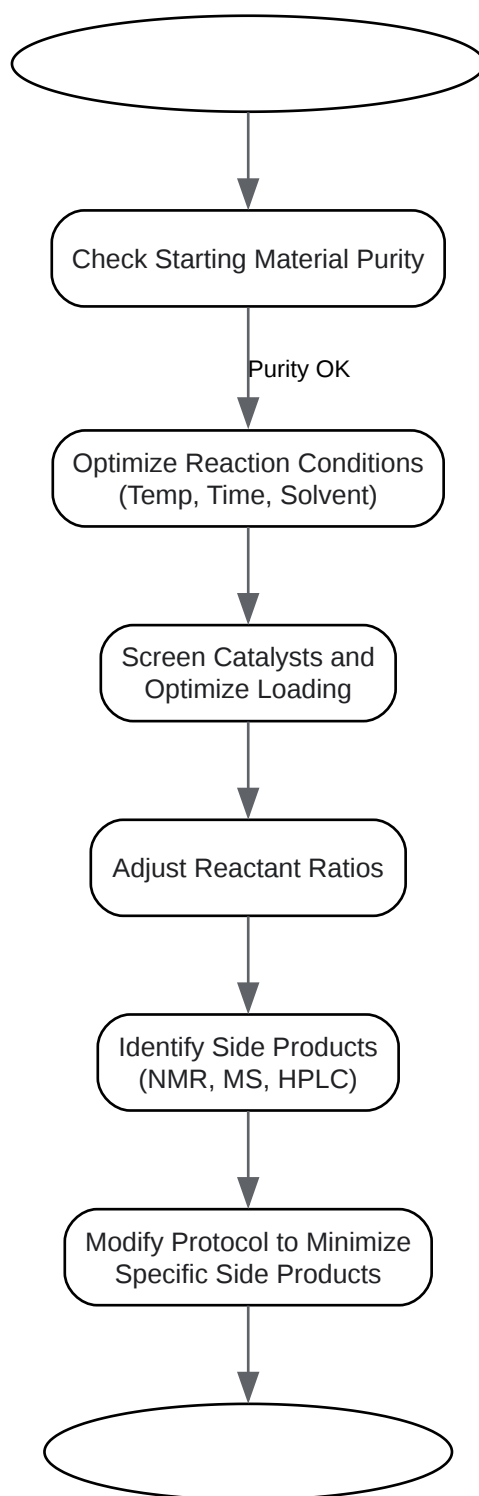 Check Starting Material Purity
Purity OK
Optimize Reaction Conditions
(Temp, Time, Solvent)
Screen Catalysts and
Optimize Loading
Adjust Reactant Ratios
Identify Side Products
(NMR, MS, HPLC)
Modify Protocol to Minimize
Specific Side Products